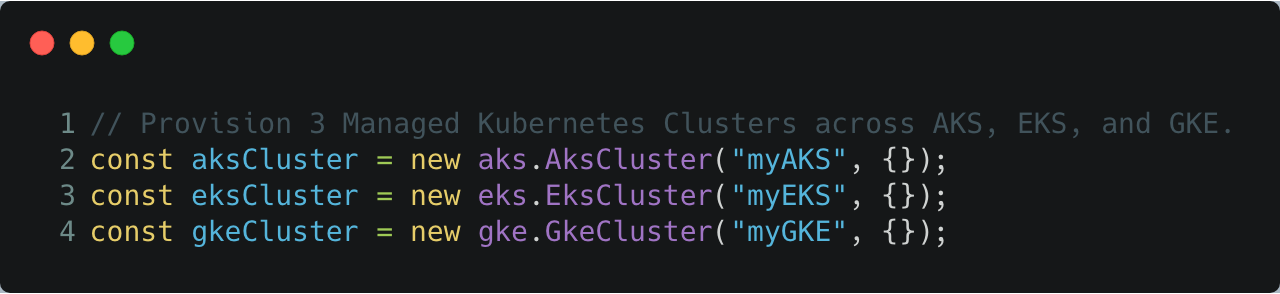 1 // Provision 3 Managed Kubernetes Clusters across AKS, EKS, and GKE.
2 const aksCluster = new aks.AksCluster("myAKS", {});
3 const eksCluster = new eks.EksCluster("myEKS", {});
4 const gkeCluster = new gke.GkeCluster("myGKE", {});